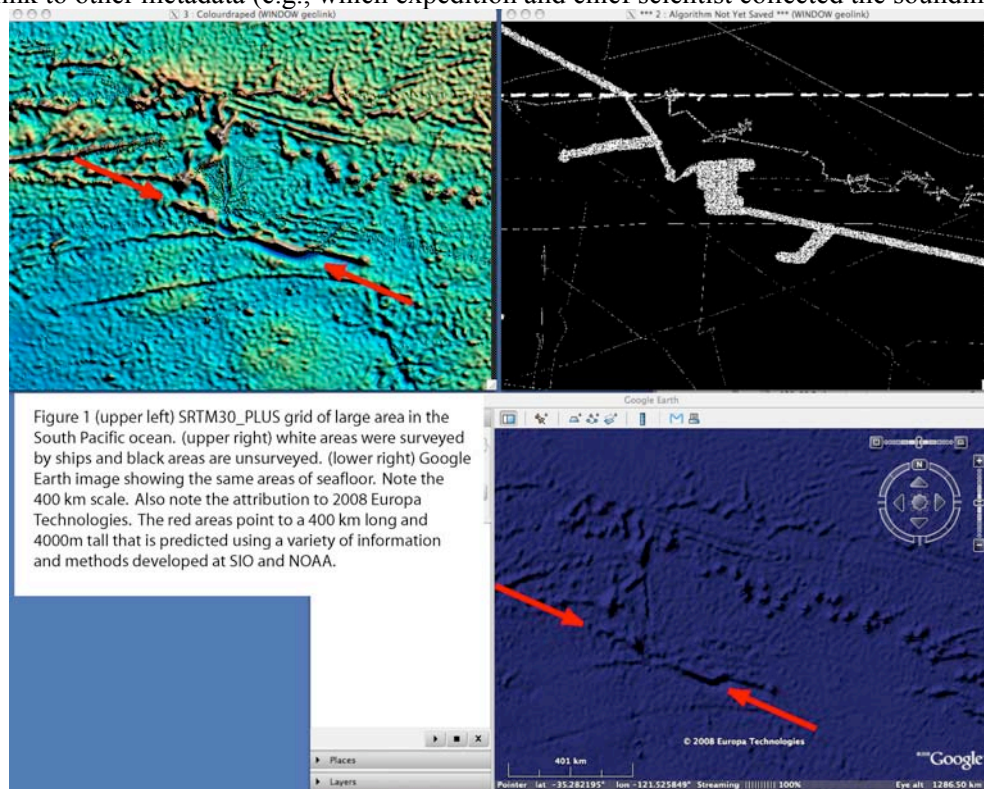 link to other metadata (e.g., which expedition and chief scientist collected the soundin
3 : Colourdraped (WINDOW geolink)
*** 2 : Algorithm Not Yet Saved *** (WINDOW geolink)
Figure 1 (upper left) SRTM30_PLUS grid of large area in the
South Pacific ocean. (upper right) white areas were surveyed
by ships and black areas are unsurveyed. (lower right) Google
Earth image showing the same areas of seafloor. Note the
400 km scale. Also note the attribution to 2008 Europa
Technologies. The red areas point to a 400 km long and
4000m tall that is predicted using a variety of information
and methods developed at SIO and NOAA.
Google Earth
N
© 2008 Europa Technologies
401 km
Google
Pointer lat -35.282195° lon -121.525849° Streaming 100% Eye alt 1286.50 km
Places
Layers